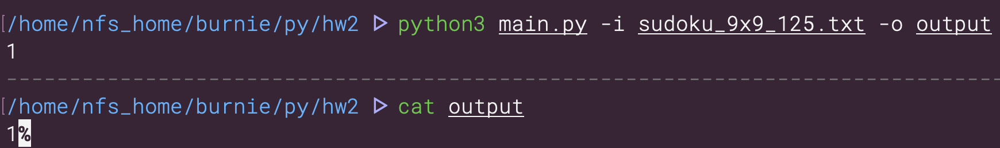 [/home/nfs_home/burnie/py/hw2 ▷ python3 main.py -i sudoku_9x9_125.txt -o output
1
--------------------------------------------------------------------------------
[/home/nfs_home/burnie/py/hw2 ▷ cat output
1%